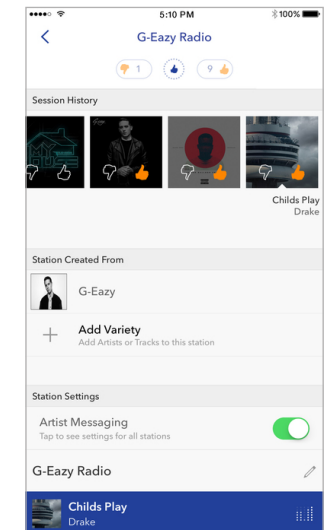 5:10 PM
100%
G-Eazy Radio
1
9
Session History
HOUSE
Childs Play
Drake
Station Created From
G-Eazy
Add Variety
Add Artists or Tracks to this station
Station Settings
Artist Messaging
Tap to see settings for all stations
G-Eazy Radio
Childs Play
Drake